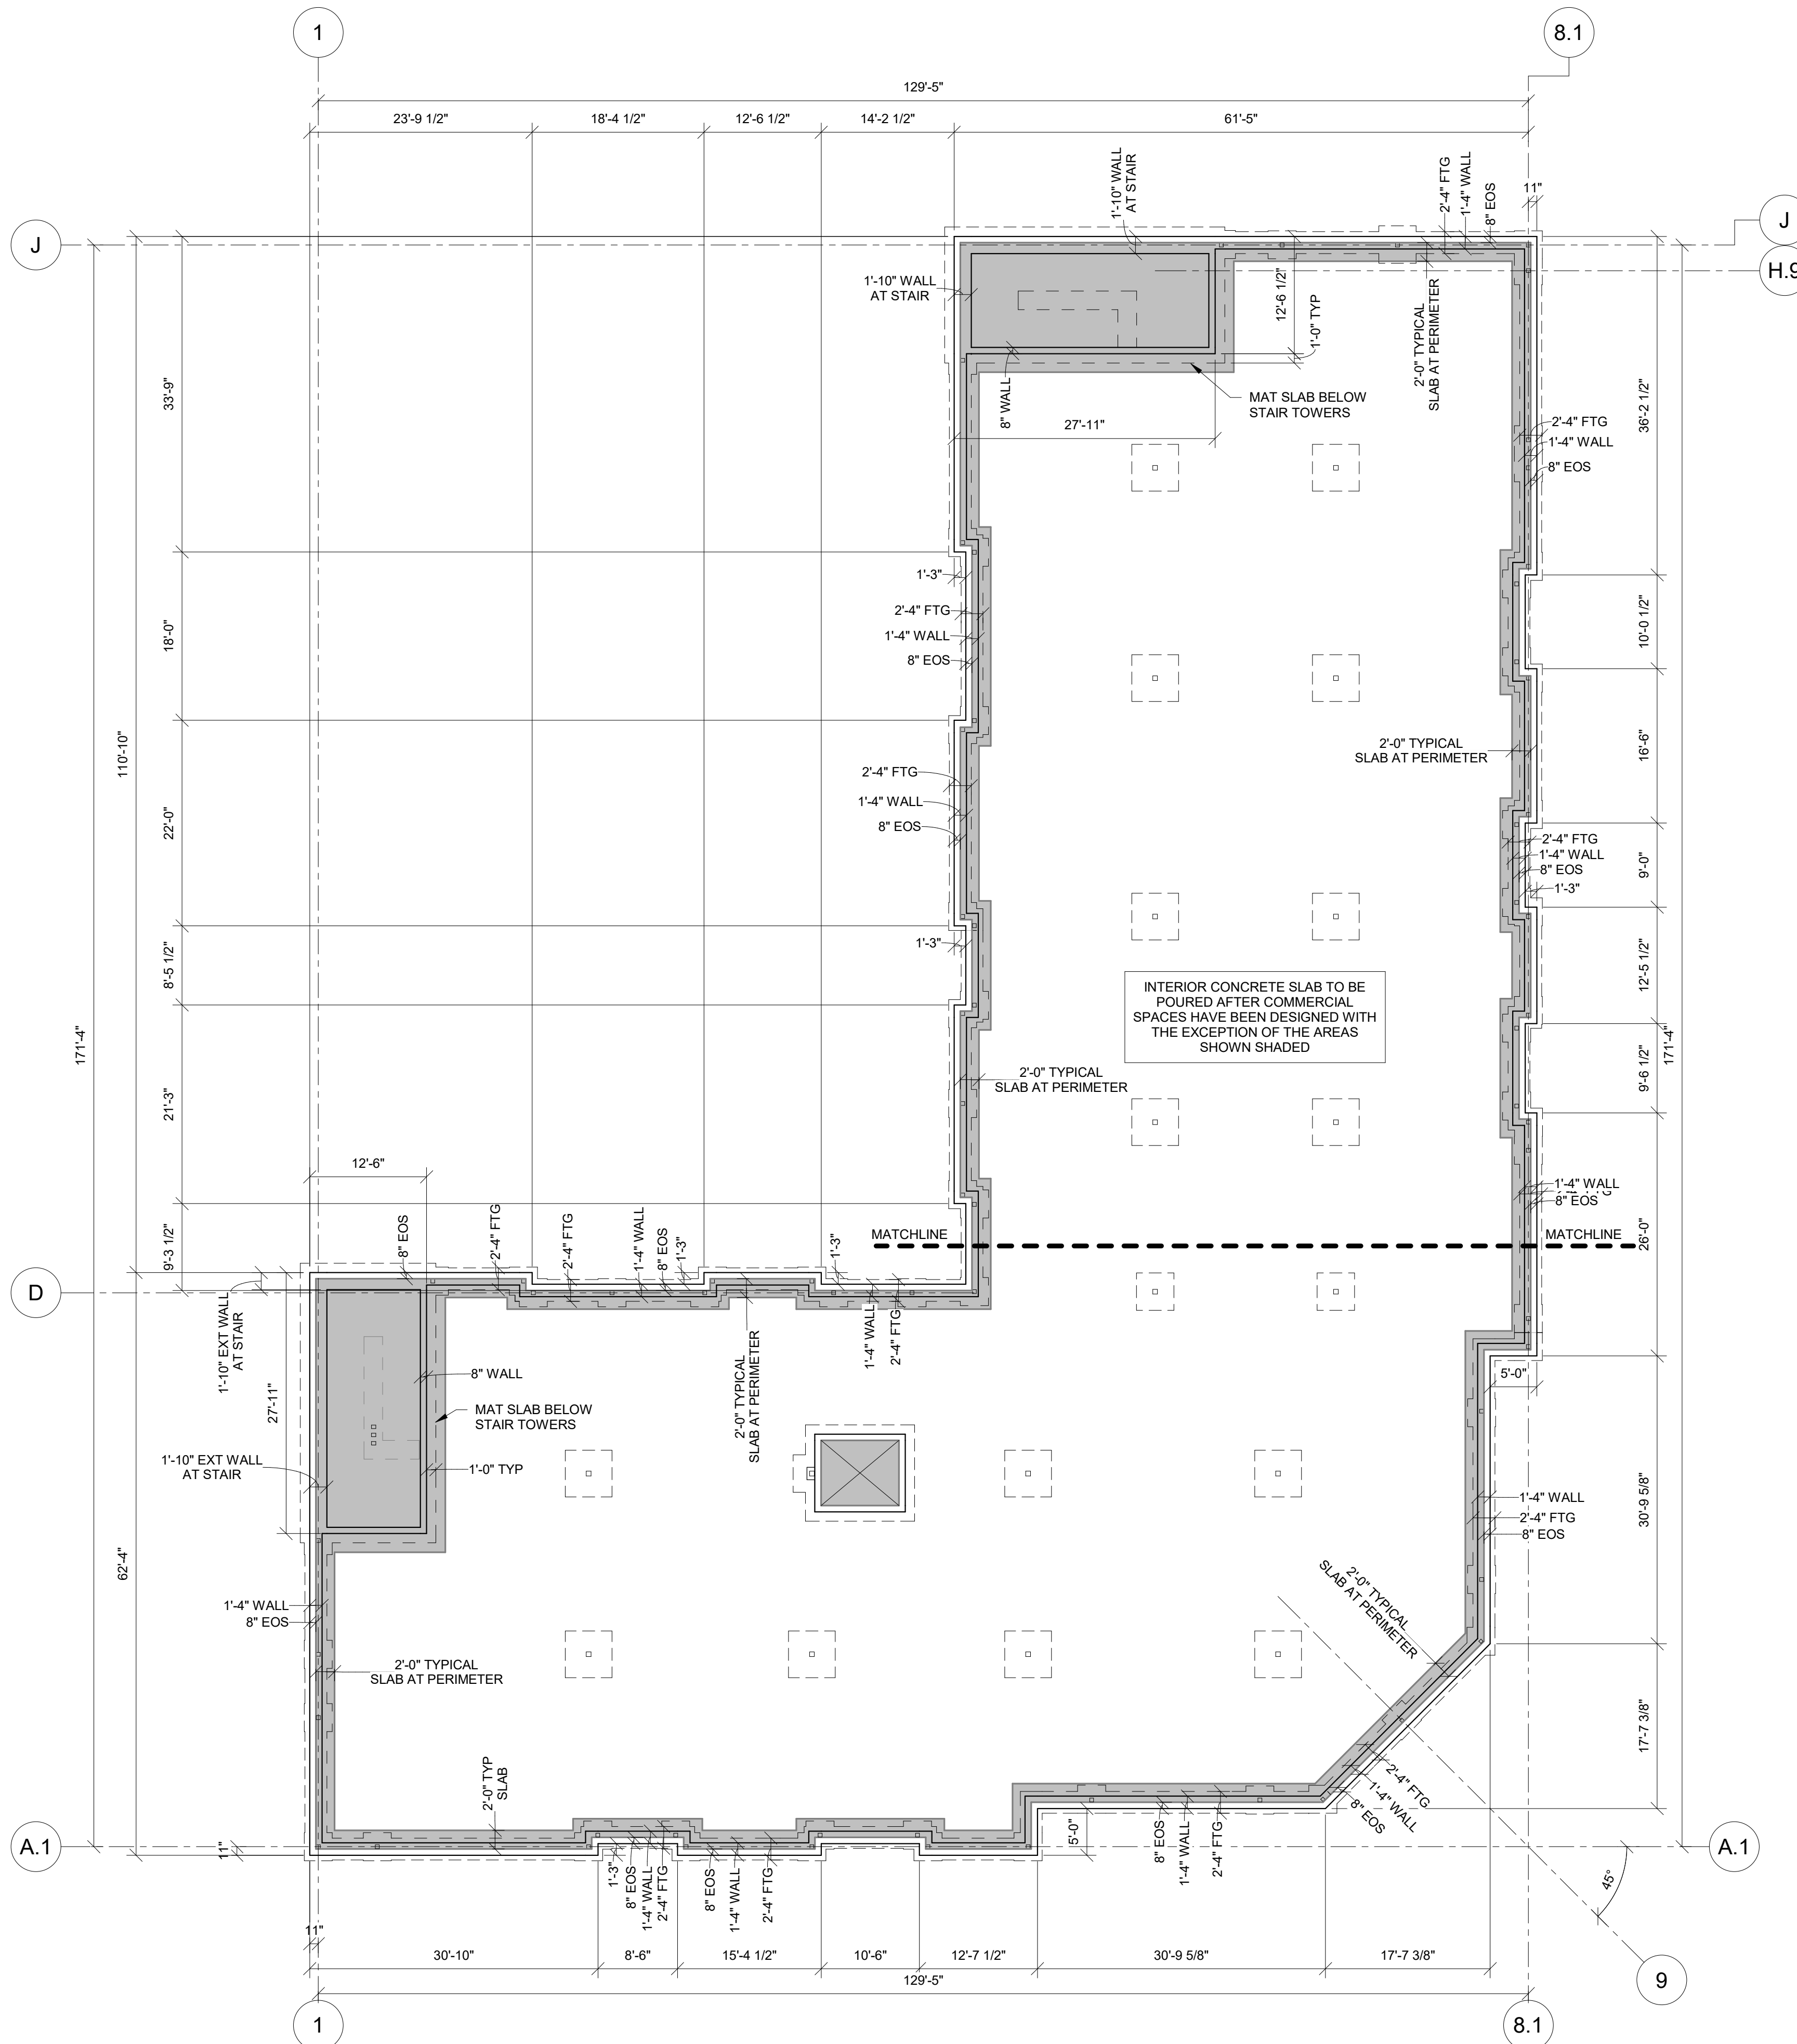 1
8.1
129'-5"
23'-9 1/2"
18'-4 1/2"
12'-6 1/2"
14'-2 1/2"
61'-5"
1'-10" WALL
AT STAIR
2'-4" FTG
1'-4" WALL
8" EOS
11"
J
J
H.9
1'-10" WALL
AT STAIR
12'-6 1/2"
1'-0" TYP
2'-0" TYPICAL
SLAB AT PERIMETER
8" WALL
MAT SLAB BELOW
STAIR TOWERS
27'-11"
33'-9"
36'-2 1/2"
2'-4" FTG
1'-4" WALL
8" EOS
1'-3"
2'-4" FTG
1'-4" WALL
8" EOS
18'-0"
10'-0 1/2"
110'-10"
22'-0"
2'-4" FTG
1'-4" WALL
8" EOS
2'-0" TYPICAL
SLAB AT PERIMETER
16'-6"
2'-4" FTG
1'-4" WALL
8" EOS
1'-3"
9'-0"
1'-3"
8'-5 1/2"
12'-5 1/2"
INTERIOR CONCRETE SLAB TO BE
POURED AFTER COMMERCIAL
SPACES HAVE BEEN DESIGNED WITH
THE EXCEPTION OF THE AREAS
SHOWN SHADED
171'-4"
171'-4"
9'-6 1/2"
2'-0" TYPICAL
SLAB AT PERIMETER
21'-3"
12'-6"
1'-4" WALL
8" EOS
26'-0"
MATCHLINE
MATCHLINE
9'-3 1/2"
8" EOS
2'-4" FTG
2'-4" FTG
1'-4" WALL
8" EOS
1'-3"
1'-3"
D
1'-10" EXT WALL
AT STAIR
1'-4" WALL
2'-4" FTG
2'-0" TYPICAL
SLAB AT PERIMETER
8" WALL
5'-0"
27'-11"
MAT SLAB BELOW
STAIR TOWERS
1'-10" EXT WALL
AT STAIR
1'-0" TYP
1'-4" WALL
2'-4" FTG
8" EOS
30'-9 5/8"
62'-4"
1'-4" WALL
8" EOS
2'-0" TYPICAL
SLAB AT PERIMETER
2'-0" TYPICAL
SLAB AT PERIMETER
17'-7 3/8"
2'-0" TYP
SLAB
2'-4" FTG
1'-4" WALL
8" EOS
A.1
11"
1'-3"
8" EOS
1'-4" WALL
2'-4" FTG
8" EOS
1'-4" WALL
2'-4" FTG
5'-0"
8" EOS
1'-4" WALL
2'-4" FTG
A.1
45°
11"
30'-10"
8'-6"
15'-4 1/2"
10'-6"
12'-7 1/2"
30'-9 5/8"
17'-7 3/8"
129'-5"
9
1
8.1